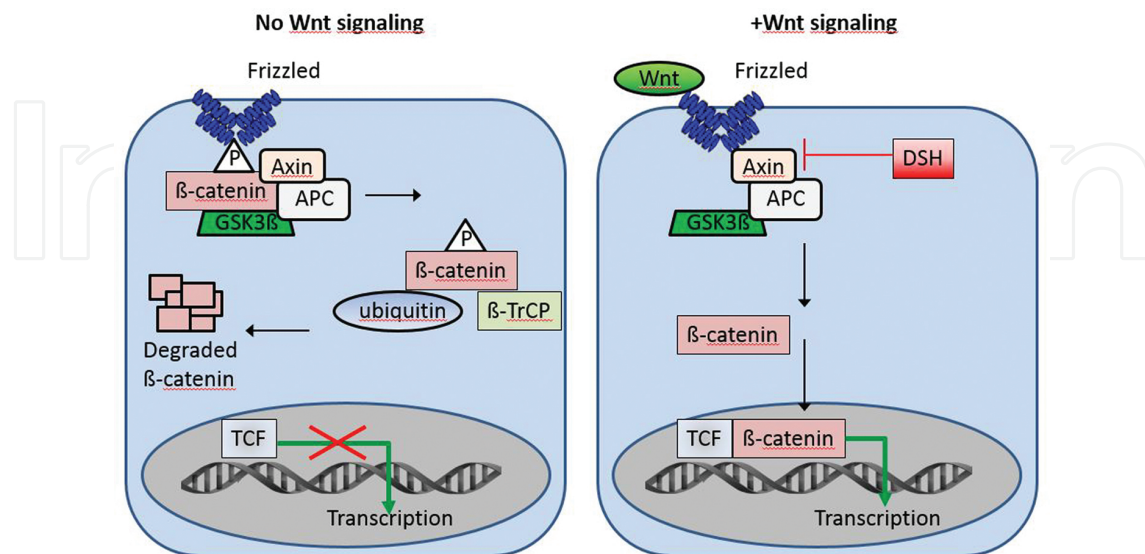 No Wnt signaling
Frizzled
P
Axin
ß-catenin
APC
GSK3ß
P
ß-catenin
ubiquitin
ß-TrCP
Degraded
ß-catenin
TCF
Transcription
+Wnt signaling
Wnt
Frizzled
Axin
DSH
APC
GSK3ß
ß-catenin
TCF
ß-catenin
Transcription